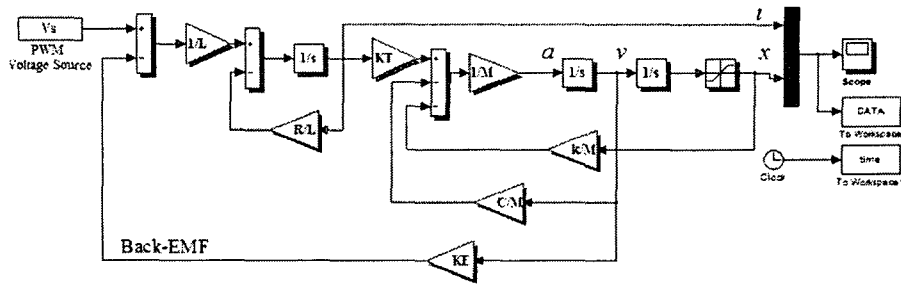 Vs
PWM
Voltage Source
+
-
1/L
+
-
1/s
KT
+
-
-
1/M
a
1/s
v
1/s
x
i
Scope
DATA
To Workspace
time
To Workspace
Clock
R/L
k/M
C/M
Back-EMF
KE